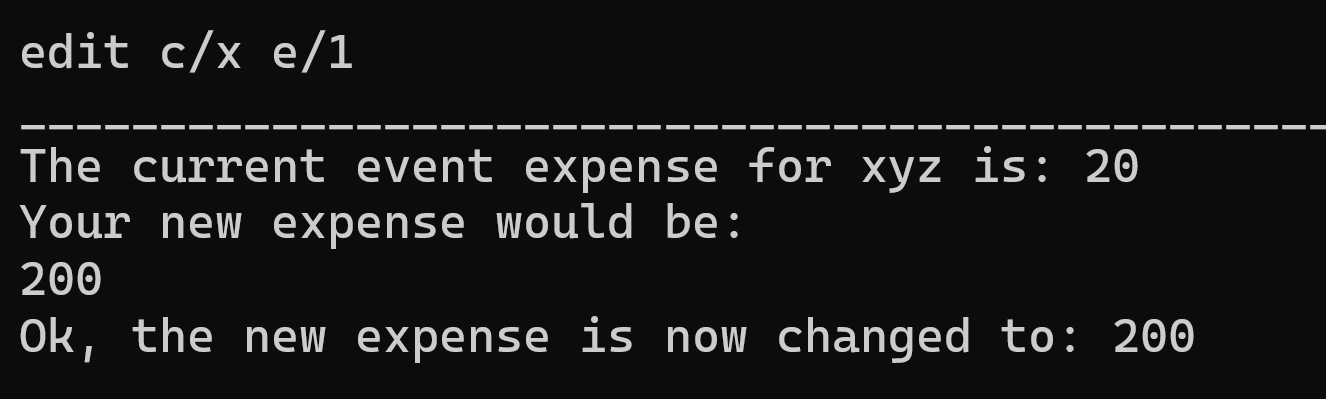 edit c/x e/1
________________________________________________
The current event expense for xyz is: 20
Your new expense would be:
200
Ok, the new expense is now changed to: 200